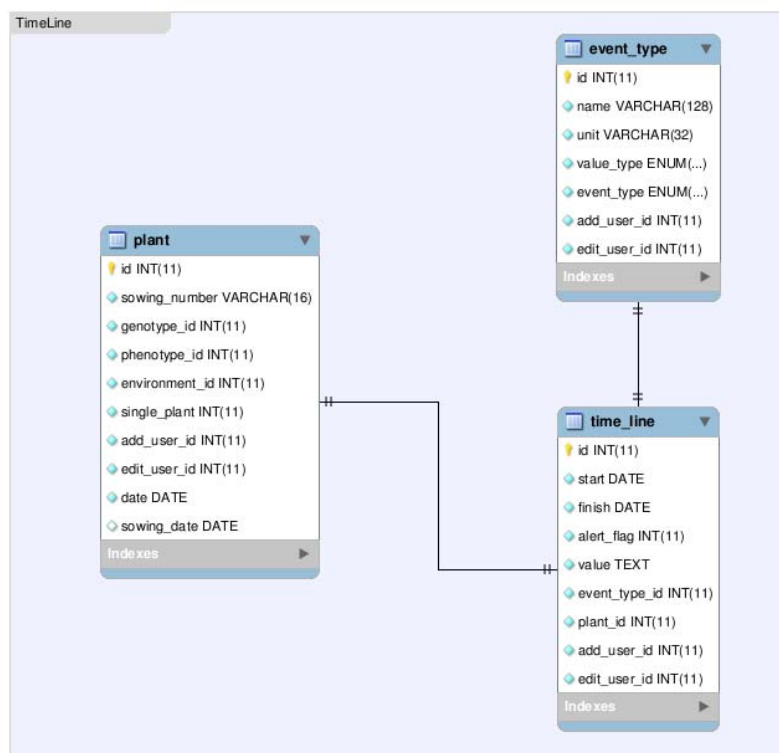 TimeLine
event_type
id INT(11)
name VARCHAR(128)
unit VARCHAR(32)
value_type ENUM(...)
event_type ENUM(...)
add_user_id INT(11)
edit_user_id INT(11)
Indexes
plant
id INT(11)
sowing_number VARCHAR(16)
genotype_id INT(11)
phenotype_id INT(11)
environment_id INT(11)
single_plant INT(11)
add_user_id INT(11)
edit_user_id INT(11)
date DATE
sowing_date DATE
Indexes
time_line
id INT(11)
start DATE
finish DATE
alert_flag INT(11)
value TEXT
event_type_id INT(11)
plant_id INT(11)
add_user_id INT(11)
edit_user_id INT(11)
Indexes